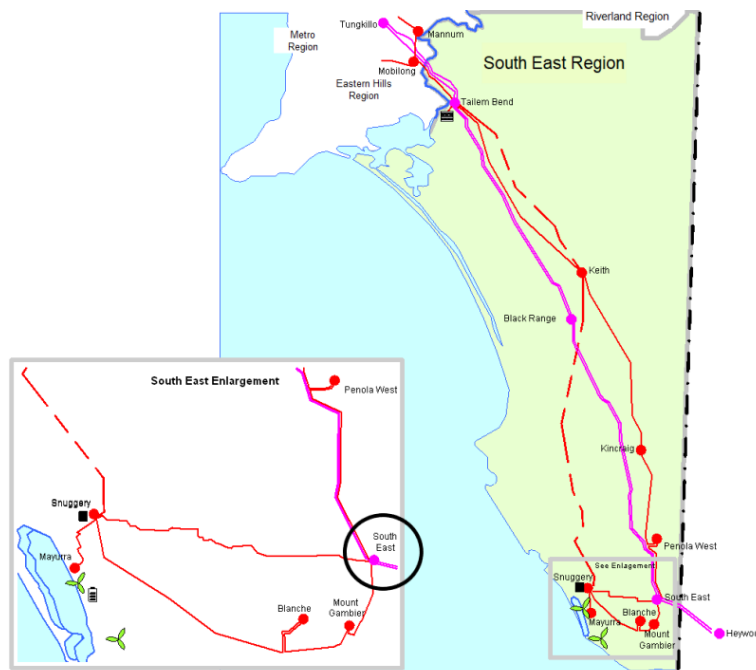 Riverland Region
Tungkillo
Metro
Region
Mannum
South East Region
Mobilong
Eastern Hills
Region
Tailem Bend
Keith
Black Range
South East Enlargement
Penola West
Kincraig
Snuggery
South
East
Penola West
See Enlagement
Mayurra
Snuggery
South East
Blanche
Mount
Gambier
Blanche
Mayurra
Mount
Gambier
Heywo